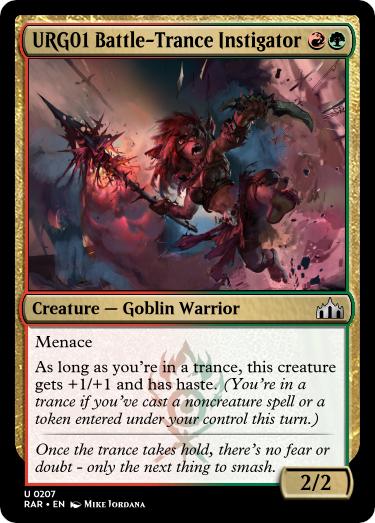 URG01 Battle-Trance Instigator
Creature — Goblin Warrior
Menace
As long as you're in a trance, this creature
gets +1/+1 and has haste. (You're in a
trance if you've cast a noncreature spell or a
token entered under your control this turn.)
Once the trance takes hold, there's no fear or
doubt - only the next thing to smash.
2/2
U 0207
RAR • EN Mike Jordana